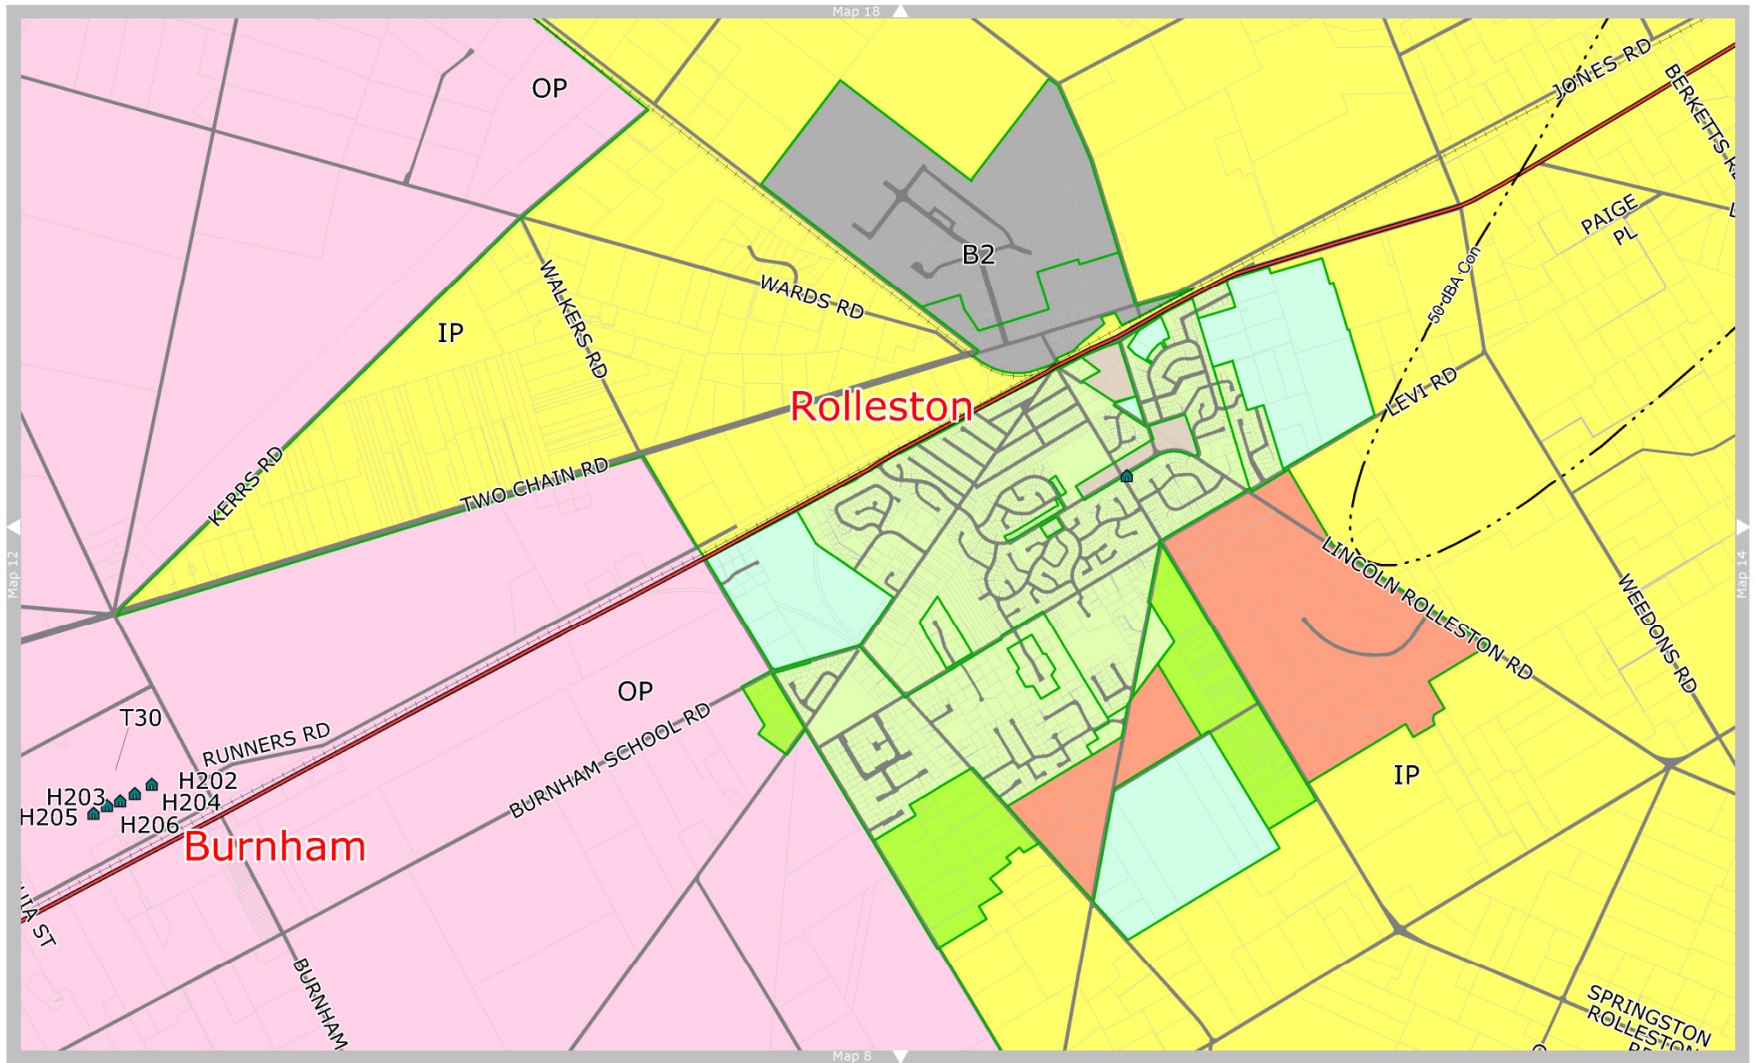 Map 18
OP
JONES RD
BERKETTS RD
PAIGE
PL
B2
50 dBA Con
WALKERS RD
WARDS RD
IP
LEVI RD
Rolleston
KERRS RD
TWO CHAIN RD
Map 12
Map 14
LINCOLN ROLLESTON RD
WEEDONS RD
OP
T30
RUNNERS RD
BURNHAM SCHOOL RD
IP
H202
H203
H204
H205
H206
Burnham
ST
BURNHAM
SPRINGSTON
ROLLESTON
Map 8